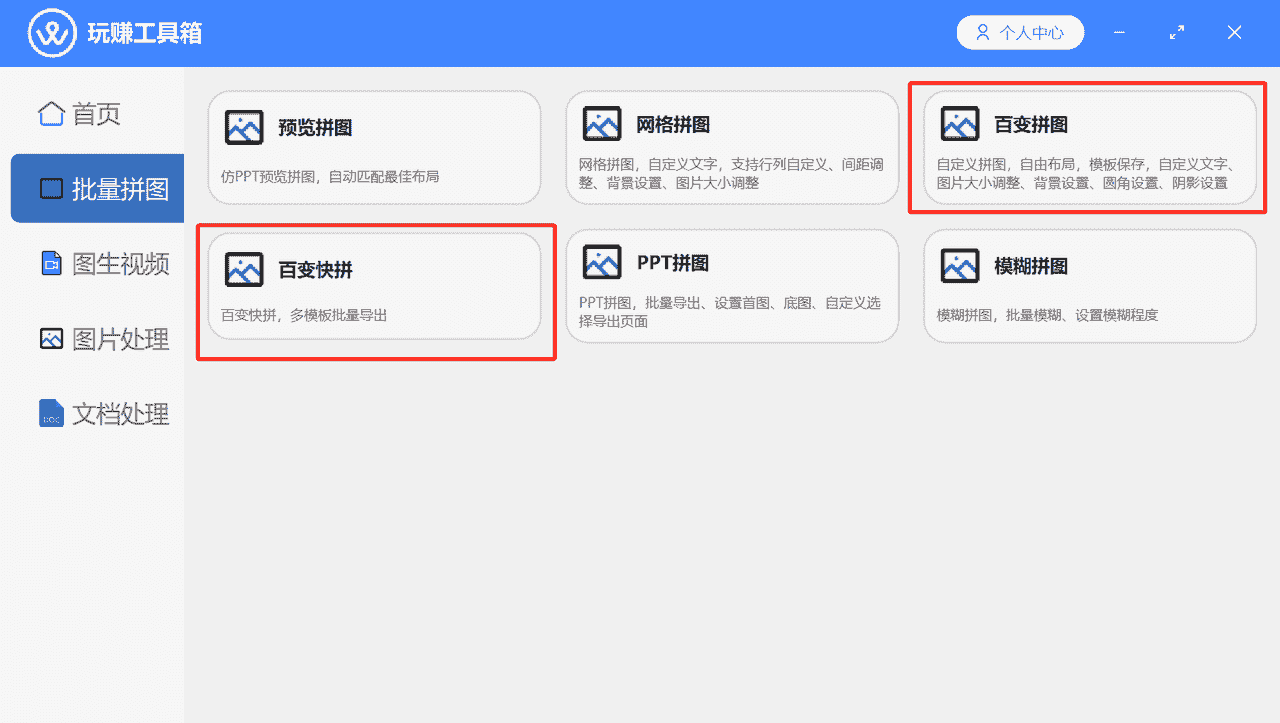 玩赚工具箱
个人中心
首页
批量拼图
图生视频
图片处理
DOC
文档处理
预览拼图
仿PPT预览拼图，自动匹配最佳布局
网格拼图
网格拼图，自定义文字，支持行列自定义、间距调
整、背景设置、图片大小调整
百变拼图
自定义拼图，自由布局，模板保存，自定义文字、
图片大小调整、背景设置、圆角设置、阴影设置
百变快拼
百变快拼，多模板批量导出
PPT拼图
PPT拼图，批量导出、设置首图、底图、自定义选
择导出页面
模糊拼图
模糊拼图，批量模糊、设置模糊程度